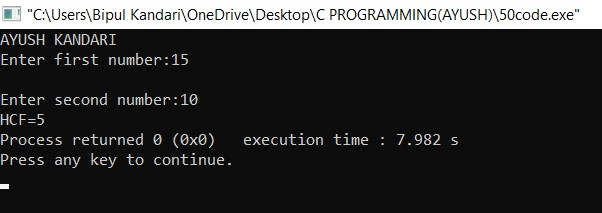 "C:\Users\Bipul Kandari\OneDrive\Desktop\C PROGRAMMING(AYUSH)\50code.exe"
AYUSH KANDARI
Enter first number:15
Enter second number:10
HCF=5
Process returned 0 (0x0)   execution time : 7.982 s
Press any key to continue.